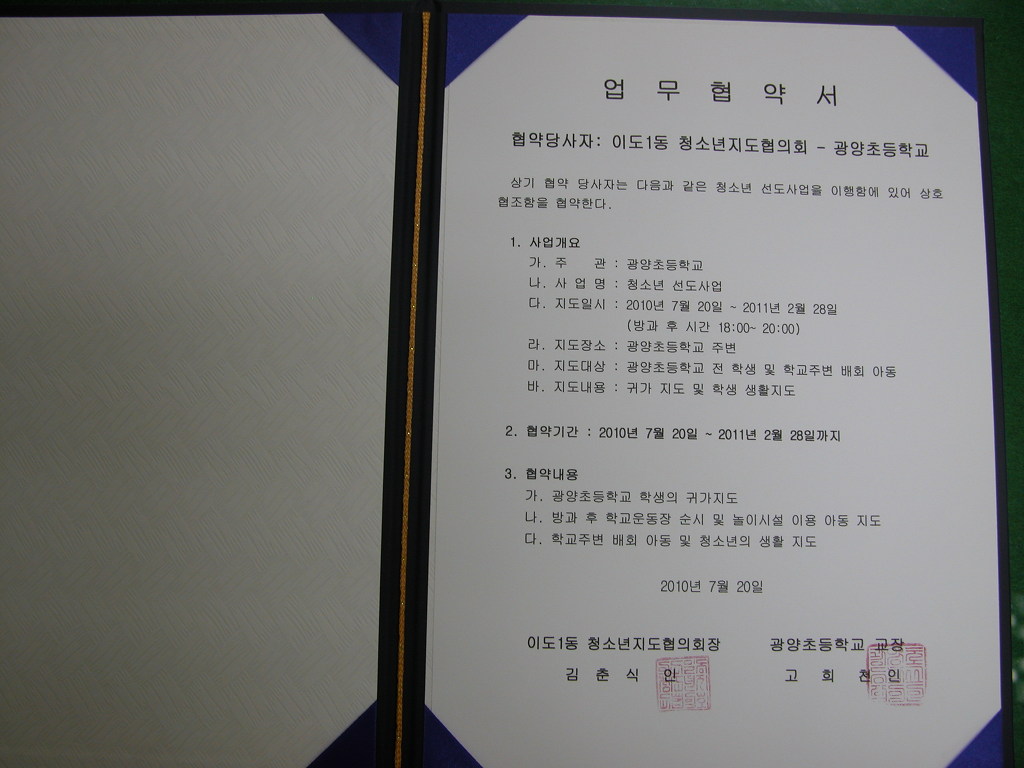 업 무 협 약 서
협약당사자: 이도1동 청소년지도협의회 - 광양초등학교
상기 협약 당사자는 다음과 같은 청소년 선도사업을 이행함에 있어 상호
협조함을 협약한다.
1. 사업개요
가. 주 관 : 광양초등학교
나. 사 업 명 : 청소년 선도사업
다. 지도일시 : 2010년 7월 20일 ~ 2011년 2월 28일
(방과 후 시간 18:00~ 20:00)
라. 지도장소 : 광양초등학교 주변
마. 지도대상 : 광양초등학교 전 학생 및 학교주변 배회 아동
바. 지도내용 : 귀가 지도 및 학생 생활지도
2. 협약기간 : 2010년 7월 20일 ~ 2011년 2월 28일까지
3. 협약내용
가. 광양초등학교 학생의 귀가지도
나. 방과 후 학교운동장 순시 및 놀이시설 이용 아동 지도
다. 학교주변 배회 아동 및 청소년의 생활 지도
2010년 7월 20일
이도1동 청소년지도협의회장 광양초등학교 교장
김 춘 식 인 고 희 천 인